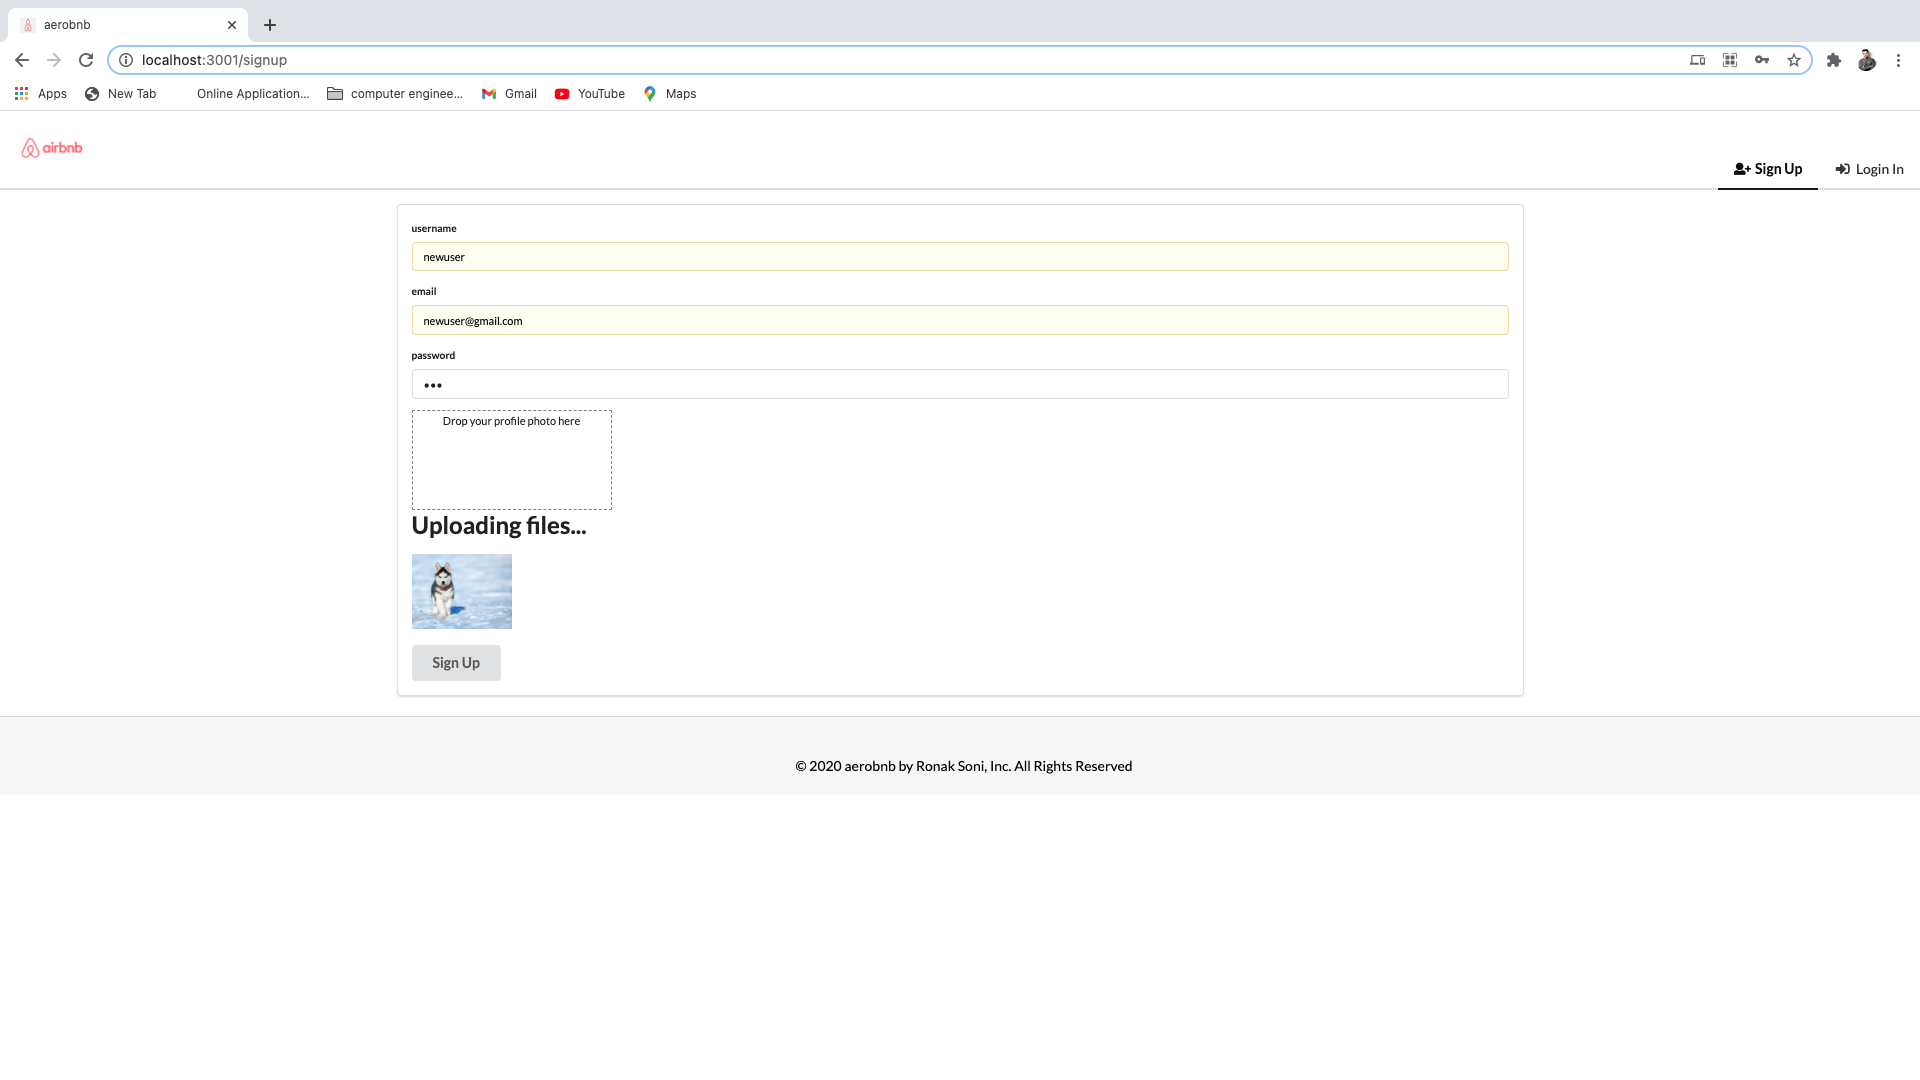 aerobnb
localhost:3001/signup
Apps
New Tab
Online Application...
computer enginee...
Gmail
YouTube
Maps
airbnb
Sign Up
Login In
username
newuser
email
newuser@gmail.com
password
•••
Drop your profile photo here
Uploading files...
Sign Up
© 2020 aerobnb by Ronak Soni, Inc. All Rights Reserved